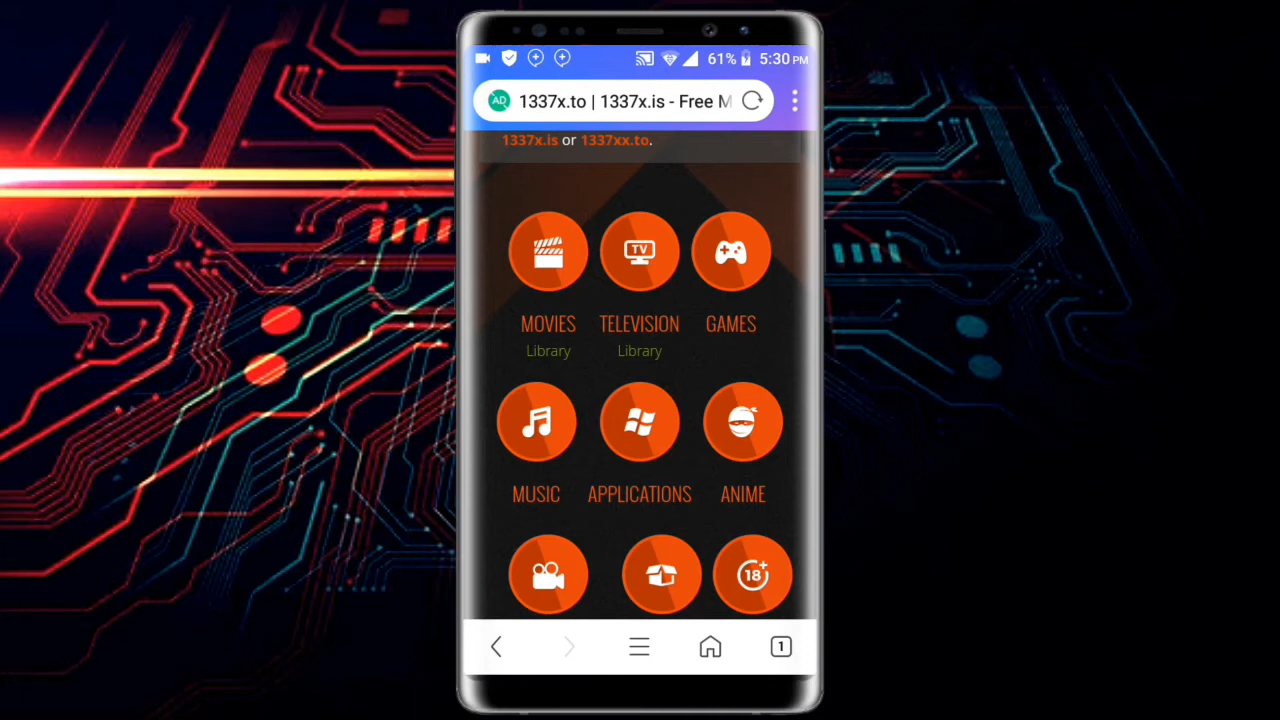 61% 5:30 PM
AD 1337x.to | 1337x.is - Free M
1337x.is or 1337xx.to.
TV
MOVIES TELEVISION GAMES
Library Library
MUSIC APPLICATIONS ANIME
18+
1